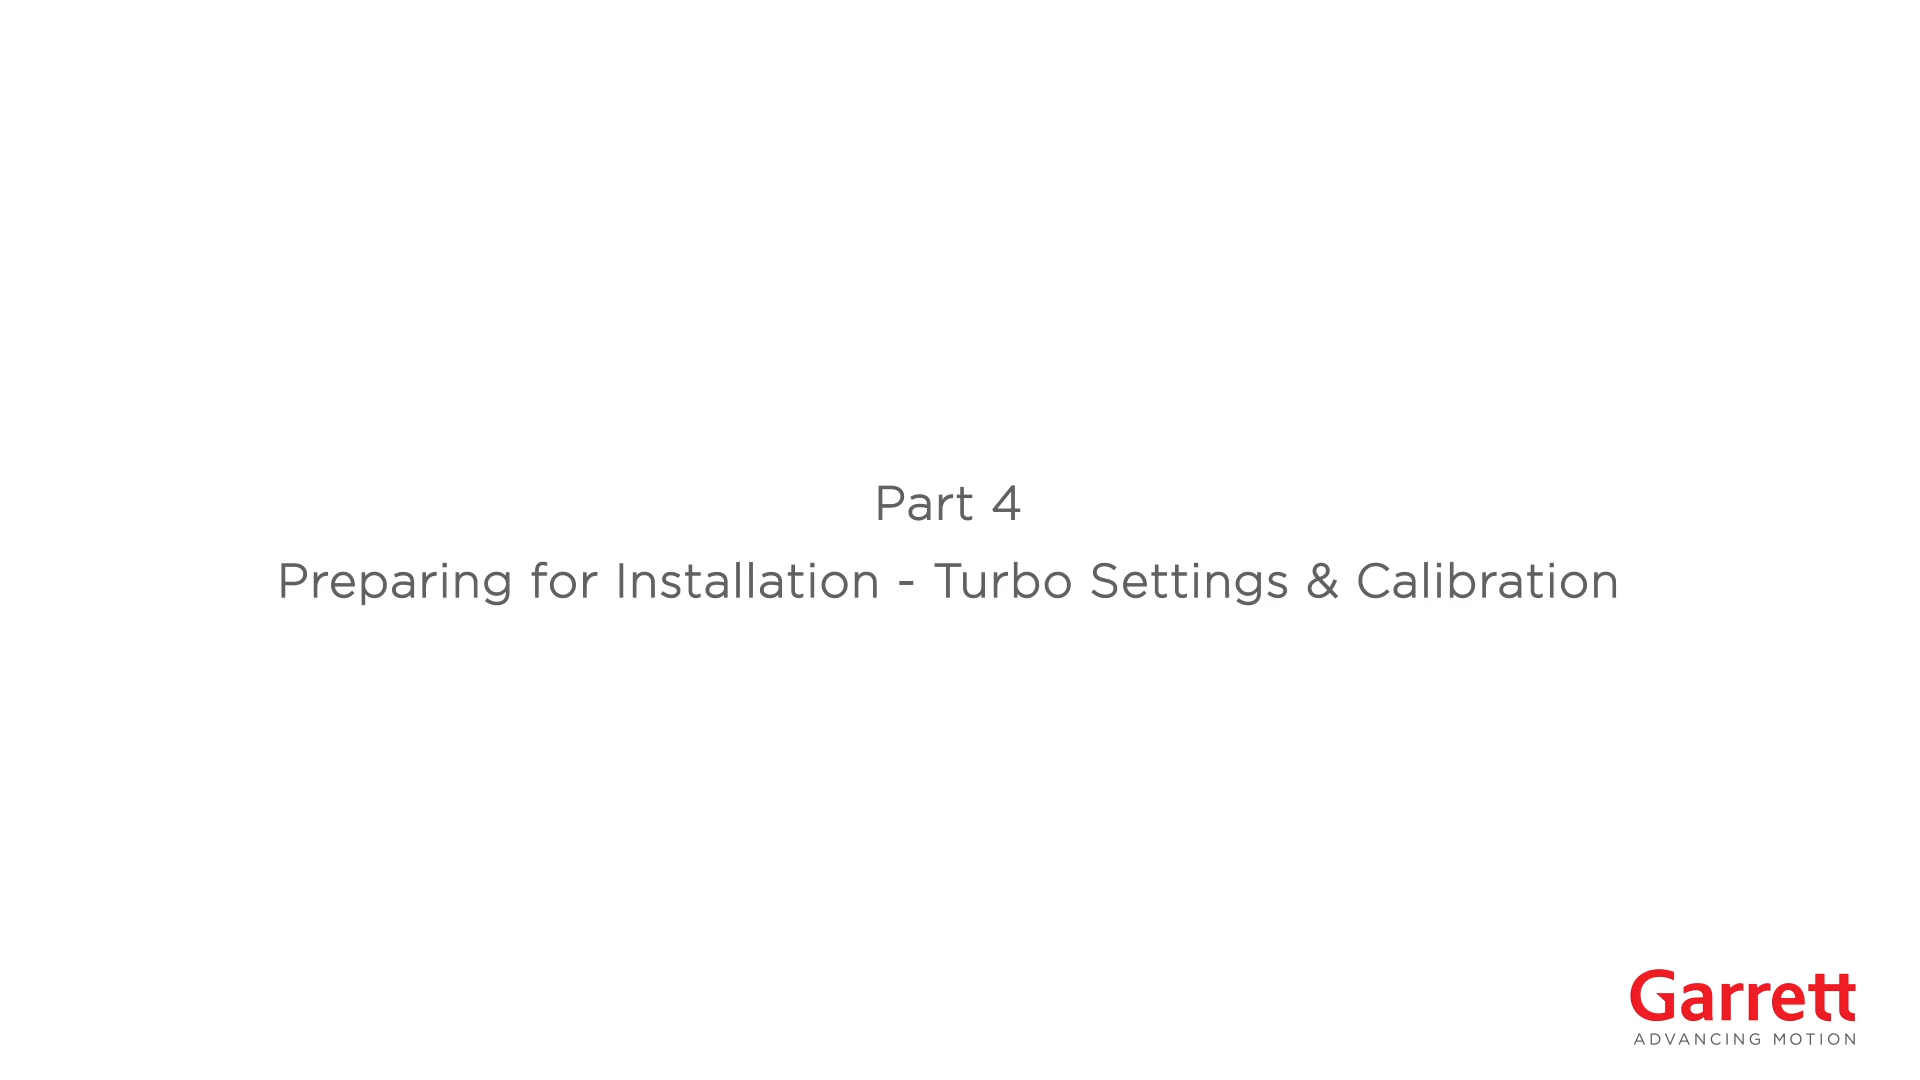 Part 4
Preparing for Installation - Turbo Settings & Calibration
Garrett
ADVANCING MOTION